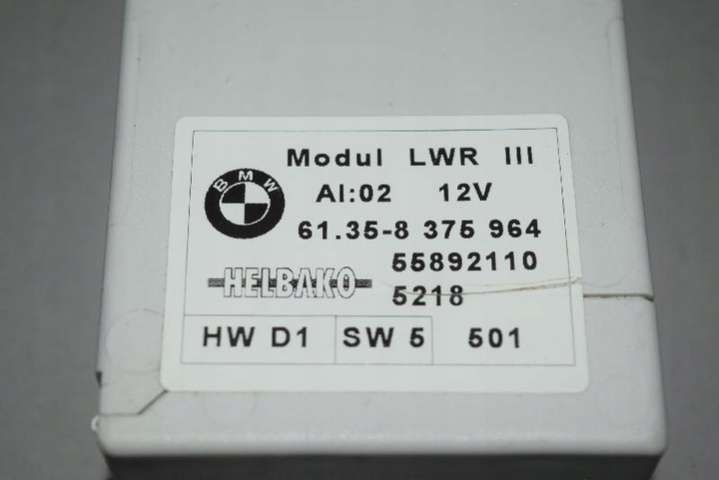 Modul LWR III
BMW
AI:02 12V
61.35-8 375 964
55892110
HELBAKO
5218
HW D1 SW 5 501